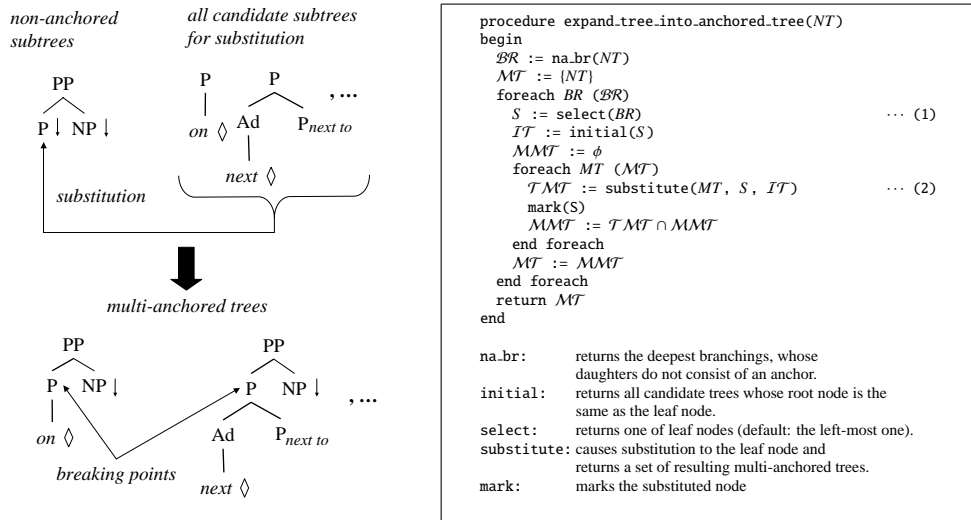 non-anchored
subtrees
all candidate subtrees
for substitution
PP
P ↓ NP ↓
P
on ◊
P
Ad
P next to
next ◊
, ...
substitution
multi-anchored trees
PP
P NP ↓
on ◊
PP
P NP ↓
Ad
P next to
next ◊
, ...
breaking points
procedure expand_tree_into_anchored_tree(NT)
begin
BR := na_br(NT)
MT := {NT}
foreach BR (BR)
S := select(BR) ··· (1)
IT := initial(S)
MMT := ϕ
foreach MT (MT)
TMT := substitute(MT, S, IT) ··· (2)
mark(S)
MMT := TMT ∩ MMT
end foreach
MT := MMT
end foreach
return MT
end
na_br: returns the deepest branchings, whose
daughters do not consist of an anchor.
initial: returns all candidate trees whose root node is the
same as the leaf node.
select: returns one of leaf nodes (default: the left-most one).
substitute: causes substitution to the leaf node and
returns a set of resulting multi-anchored trees.
mark: marks the substituted node